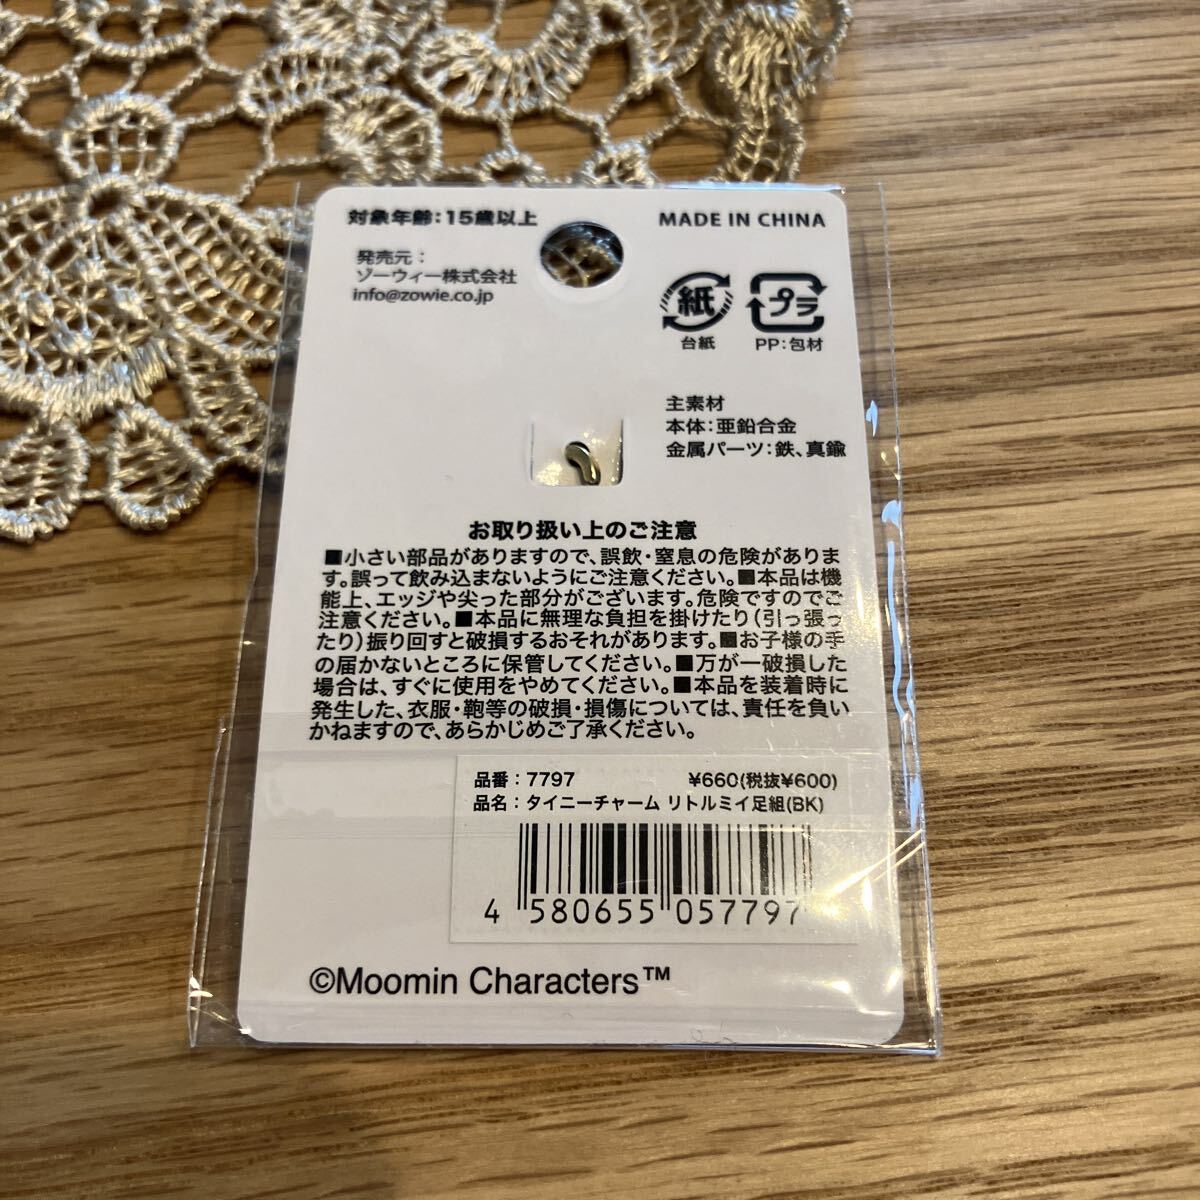 対象年齢：15歳以上
MADE IN CHINA
発売元：
ゾーウィー株式会社
info@zowie.co.jp
紙
プラ
台紙
PP：包材
主素材
本体：亜鉛合金
金属パーツ：鉄、真鍮
お取り扱い上のご注意
■小さい部品がありますので、誤飲・窒息の危険がありま
す。誤って飲み込まないようにご注意ください。■本品は機
能上、エッジや尖った部分がございます。危険ですのでご
注意ください。■本品に無理な負担を掛けたり（引っ張っ
たり）振り回すと破損するおそれがあります。■お子様の手
の届かないところに保管してください。■万が一破損した
場合は、すぐに使用をやめてください。■本品を装着時に
発生した、衣服・鞄等の破損・損傷については、責任を負い
かねますので、あらかじめご了承ください。
品番：7797
¥660(税抜¥600)
品名：タイニーチャーム リトルミイ足組(BK)
4 580655 057797
©Moomin Characters™